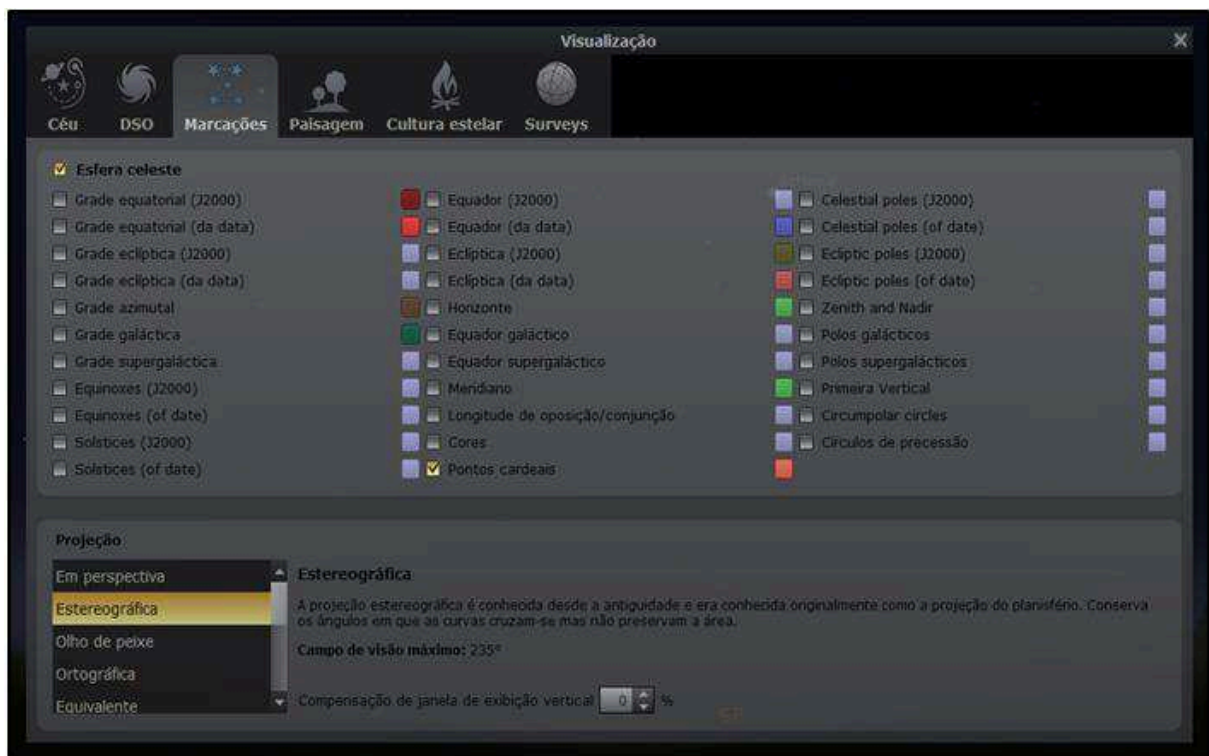 Visualização
Céu DSO Marcações Paisagem Cultura estelar Surveys
Esfera celeste
Grade equatorial (J2000) Equador (J2000) Celestial poles (J2000)
Grade equatorial (da data) Equador (da data) Celestial poles (of date)
Grade eclíptica (J2000) Eclíptica (J2000) Ecliptic poles (J2000)
Grade eclíptica (da data) Eclíptica (da data) Ecliptic poles (of date)
Grade azimutal Horizonte Zenith and Nadir
Grade galáctica Equador galáctico Polos galácticos
Grade supergaláctica Equador supergaláctico Polos supergalácticos
Equinoxes (J2000) Meridiano Primeira Vertical
Equinoxes (of date) Longitude de oposição/conjunção Circumpolar circles
Solstices (J2000) Cores Círculos de precessão
Solstices (of date) Pontos cardeais
Projeção
Em perspectiva
Estereográfica
Olho de peixe
Ortográfica
Equivalente
Estereográfica
A projeção estereográfica é conhecida desde a antiguidade e era conhecida originalmente como a projeção do planisfério. Conserva
os ângulos em que as curvas cruzam-se mas não preservam a área.
Campo de visão máximo: 235°
Compensação de janela de exibição vertical 0 %